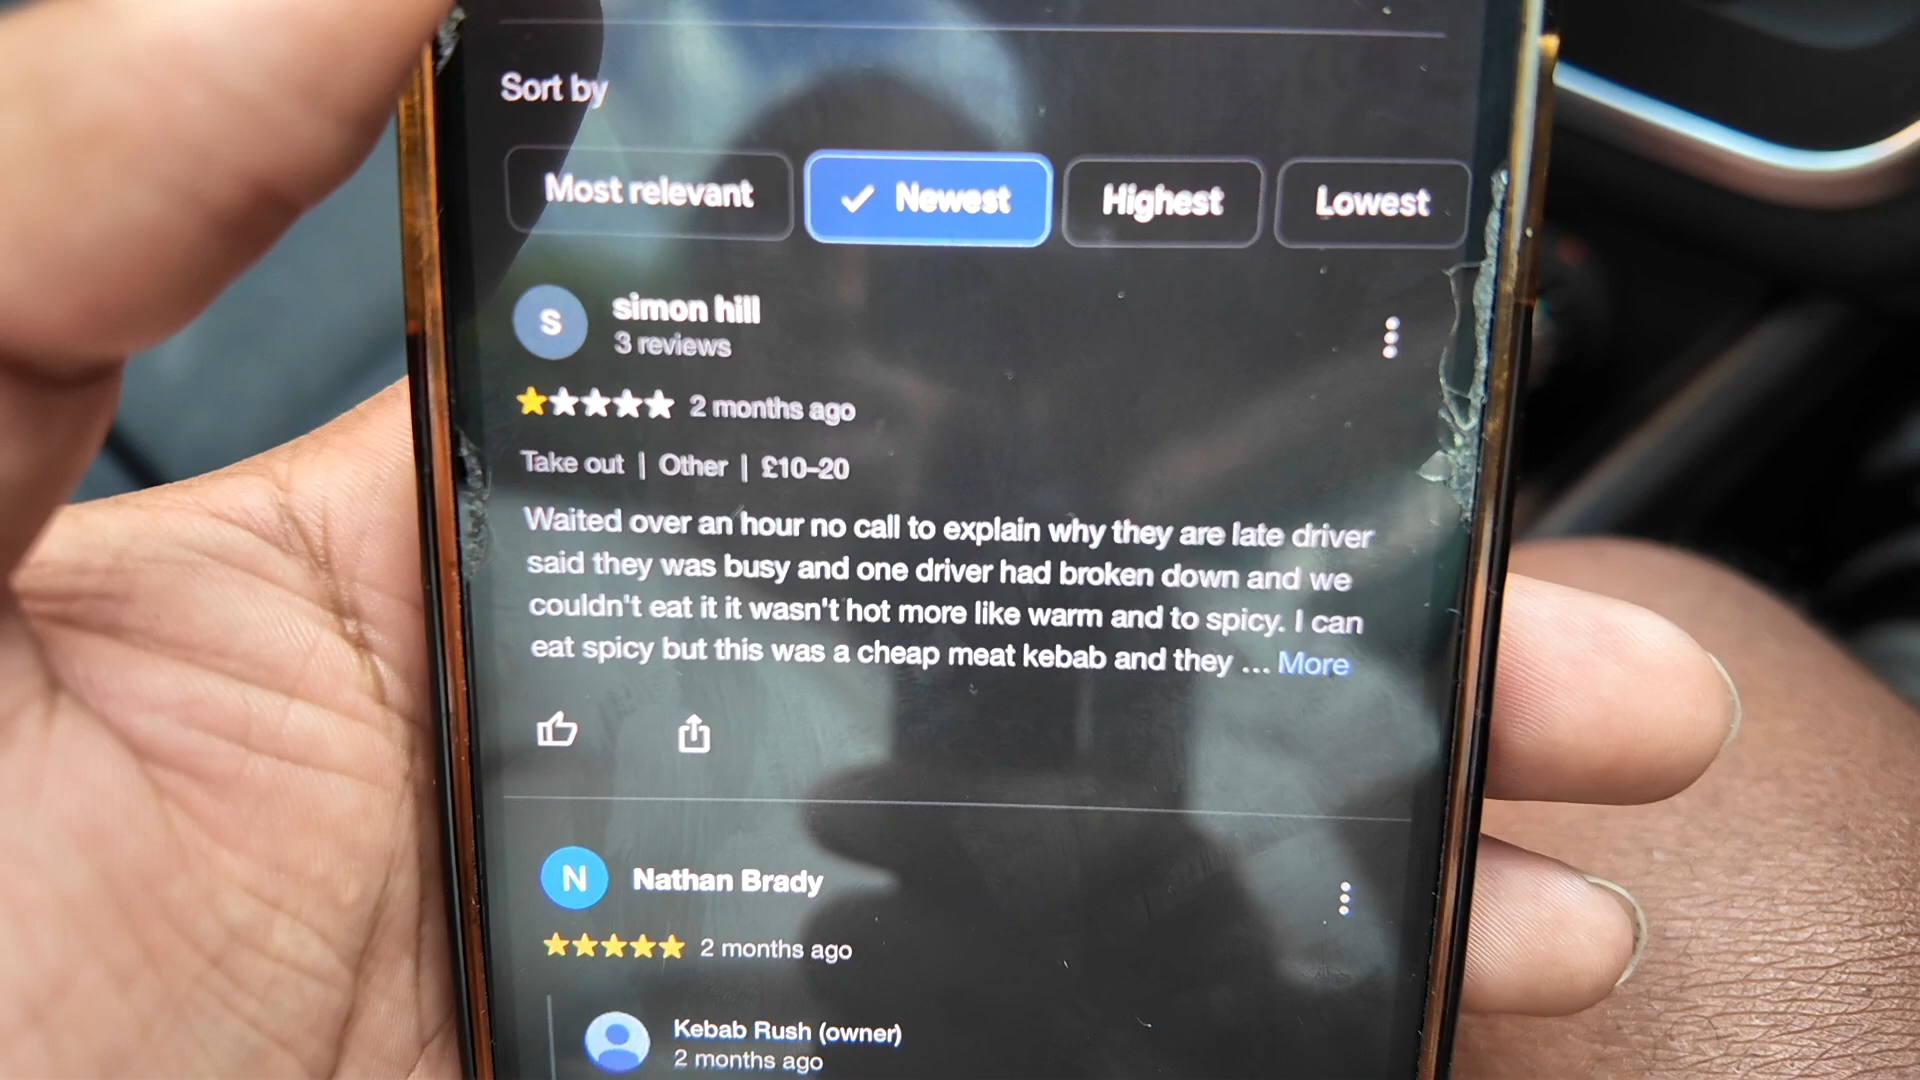 Sort by
Most relevant
Newest
Highest
Lowest
S
simon hill
3 reviews
2 months ago
Take out | Other | £10–20
Waited over an hour no call to explain why they are late driver
said they was busy and one driver had broken down and we
couldn't eat it it wasn't hot more like warm and to spicy. I can
eat spicy but this was a cheap meat kebab and they ... More
N
Nathan Brady
2 months ago
Kebab Rush (owner)
2 months ago